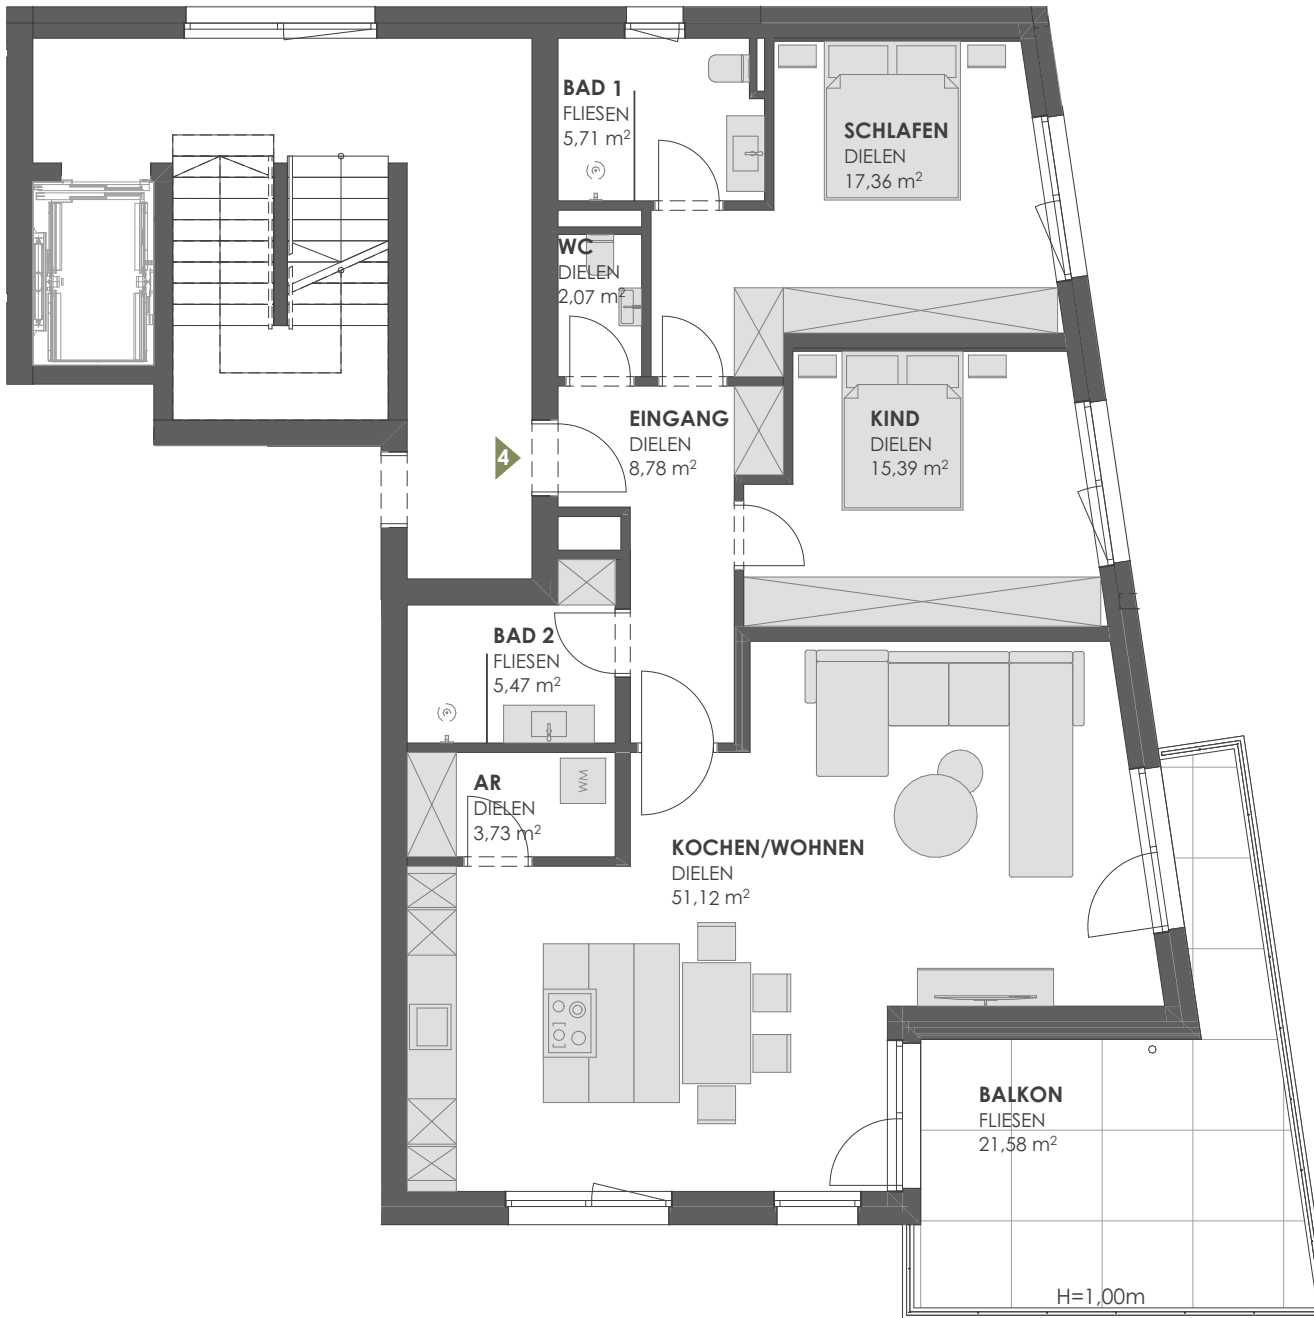 BAD 1
FLIESEN
5,71 m²
SCHLAFEN
DIELEN
17,36 m²
WC
DIELEN
2,07 m²
EINGANG
DIELEN
8,78 m²
KIND
DIELEN
15,39 m²
4
BAD 2
FLIESEN
5,47 m²
AR
DIELEN
3,73 m²
WM
KOCHEN/WOHNEN
DIELEN
51,12 m²
BALKON
FLIESEN
21,58 m²
H=1,00m